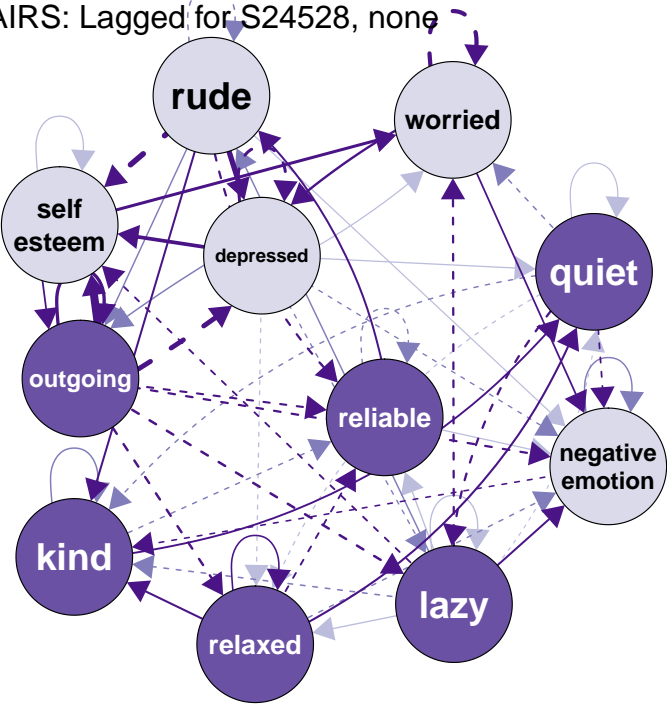 AIRS: Lagged for S24528, none
rude
worried
self
esteem
depressed
quiet
outgoing
reliable
negative
emotion
kind
lazy
relaxed